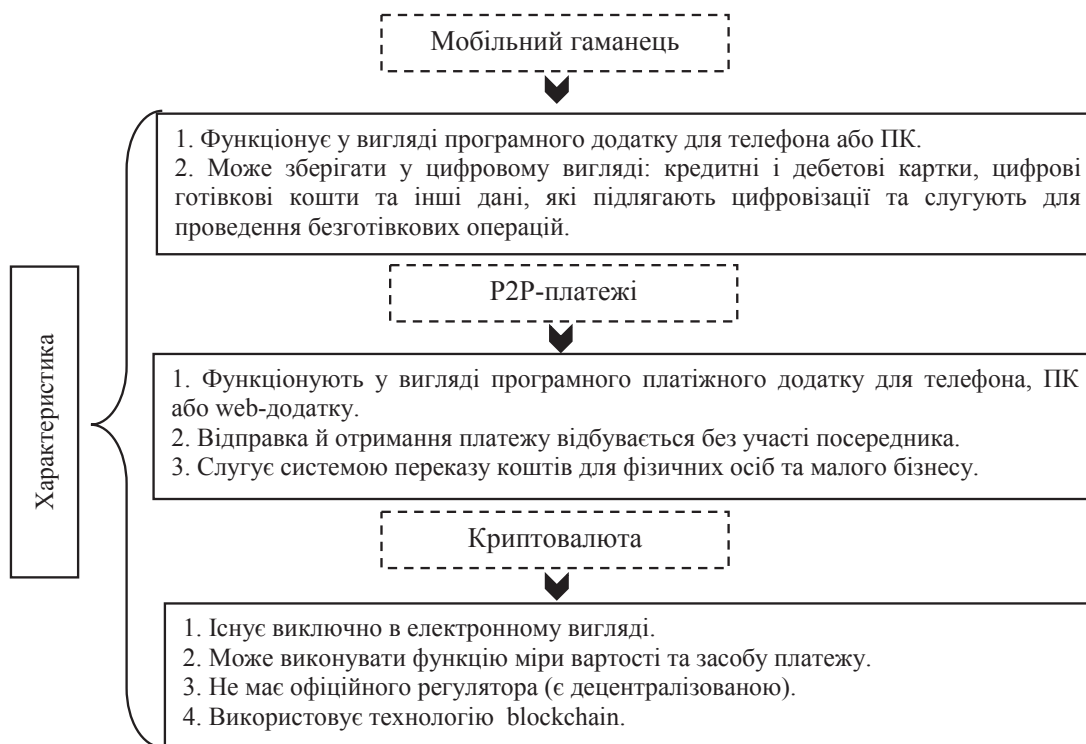 Мобільний гаманець
1. Функціонує у вигляді програмного додатку для телефона або ПК.
2. Може зберігати у цифровому вигляді: кредитні і дебетові картки, цифрові
готівкові кошти та інші дані, які підлягають цифровізації та слугують для
проведення безготівкових операцій.
Характеристика
P2P-платежі
1. Функціонують у вигляді програмного платіжного додатку для телефона, ПК
або web-додатку.
2. Відправка й отримання платежу відбувається без участі посередника.
3. Слугує системою переказу коштів для фізичних осіб та малого бізнесу.
Криптовалюта
1. Існує виключно в електронному вигляді.
2. Може виконувати функцію міри вартості та засобу платежу.
3. Не має офіційного регулятора (є децентралізованою).
4. Використовує технологію blockchain.